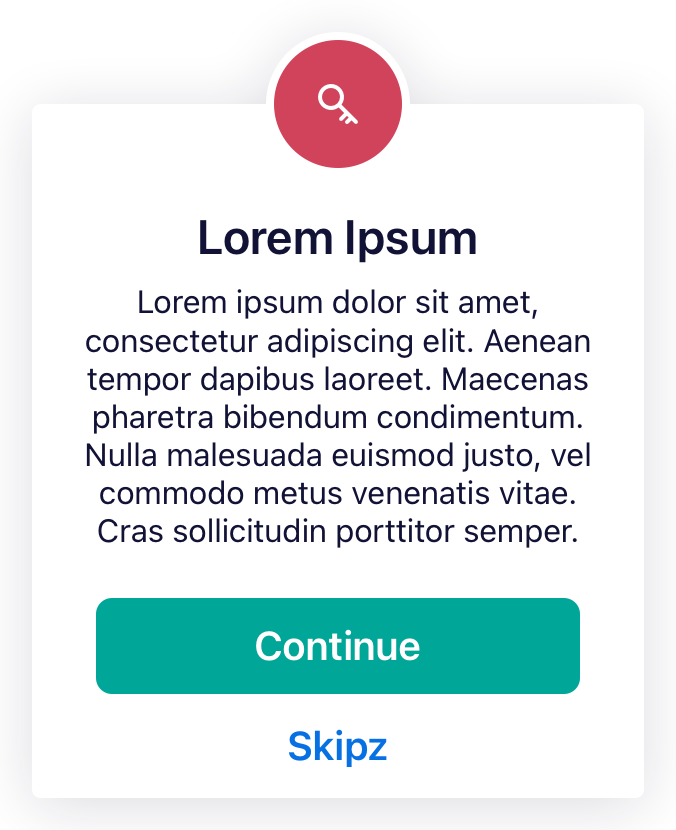 Lorem Ipsum
Lorem ipsum dolor sit amet,
consectetur adipiscing elit. Aenean
tempor dapibus laoreet. Maecenas
pharetra bibendum condimentum.
Nulla malesuada euismod justo, vel
commodo metus venenatis vitae.
Cras sollicitudin porttitor semper.
Continue
Skipz